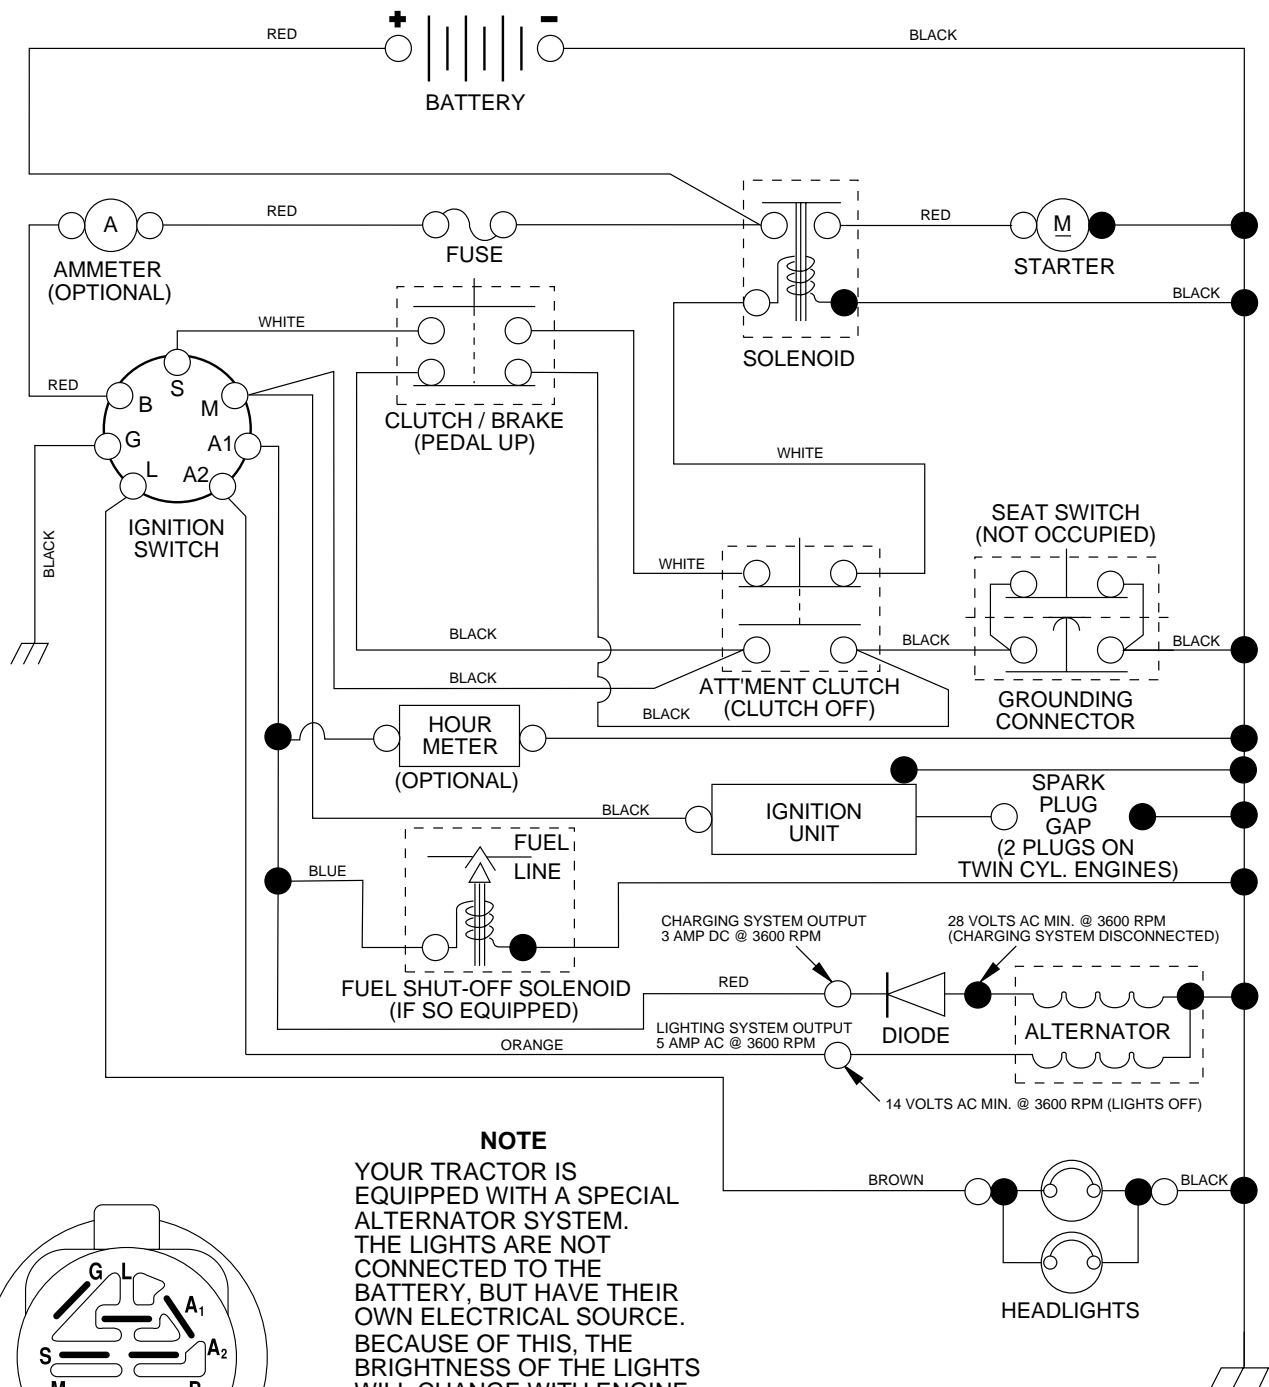 +
−
RED
BLACK
BATTERY
RED
A
FUSE
RED
M
AMMETER
(OPTIONAL)
STARTER
WHITE
BLACK
SOLENOID
RED
S
B
M
G
A1
L
A2
CLUTCH / BRAKE
(PEDAL UP)
WHITE
IGNITION
SWITCH
BLACK
SEAT SWITCH
(NOT OCCUPIED)
WHITE
BLACK
BLACK
BLACK
BLACK
ATT'MENT CLUTCH
(CLUTCH OFF)
BLACK
GROUNDING
CONNECTOR
HOUR
METER
(OPTIONAL)
BLACK
IGNITION
UNIT
SPARK
PLUG
GAP
(2 PLUGS ON
TWIN CYL. ENGINES)
FUEL
LINE
BLUE
CHARGING SYSTEM OUTPUT
3 AMP DC @ 3600 RPM
28 VOLTS AC MIN. @ 3600 RPM
(CHARGING SYSTEM DISCONNECTED)
FUEL SHUT-OFF SOLENOID
(IF SO EQUIPPED)
RED
DIODE
ALTERNATOR
LIGHTING SYSTEM OUTPUT
5 AMP AC @ 3600 RPM
ORANGE
14 VOLTS AC MIN. @ 3600 RPM (LIGHTS OFF)
NOTE
YOUR TRACTOR IS
EQUIPPED WITH A SPECIAL
ALTERNATOR SYSTEM.
THE LIGHTS ARE NOT
CONNECTED TO THE
BATTERY, BUT HAVE THEIR
OWN ELECTRICAL SOURCE.
BECAUSE OF THIS, THE
BRIGHTNESS OF THE LIGHTS
WILL CHANGE WITH ENGINE
BROWN
BLACK
HEADLIGHTS
G
L
A1
A2
S
M
B